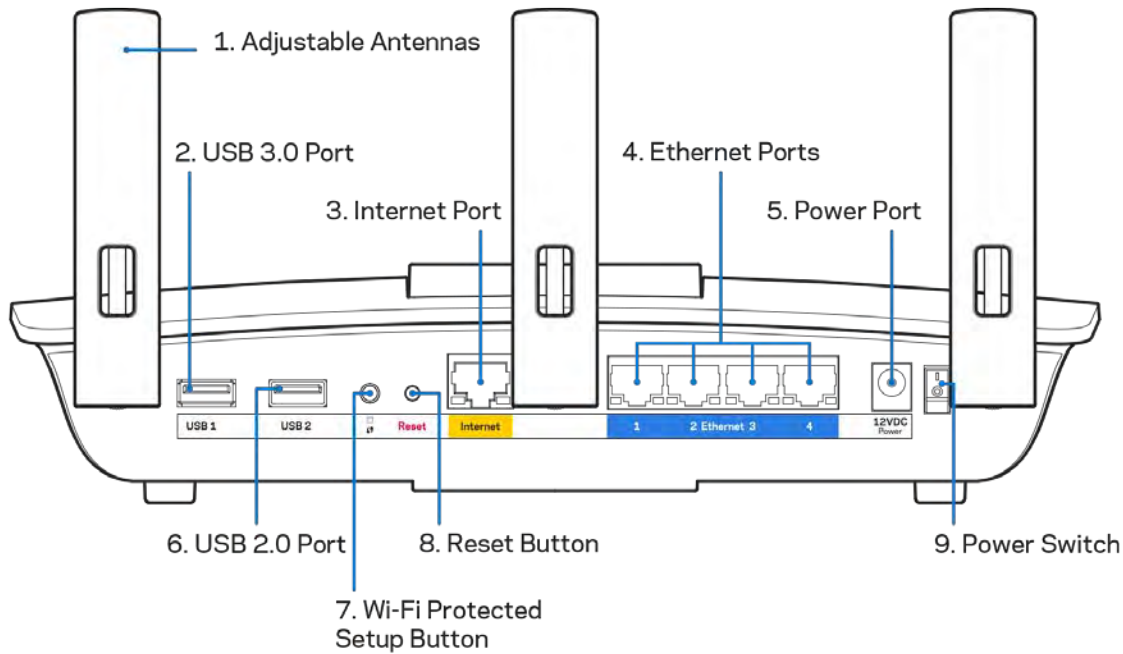 1. Adjustable Antennas
2. USB 3.0 Port
4. Ethernet Ports
3. Internet Port
5. Power Port
USB 1
USB 2
Reset
Internet
1
2 Ethernet 3
4
12VDC
Power
6. USB 2.0 Port
8. Reset Button
9. Power Switch
7. Wi-Fi Protected
Setup Button